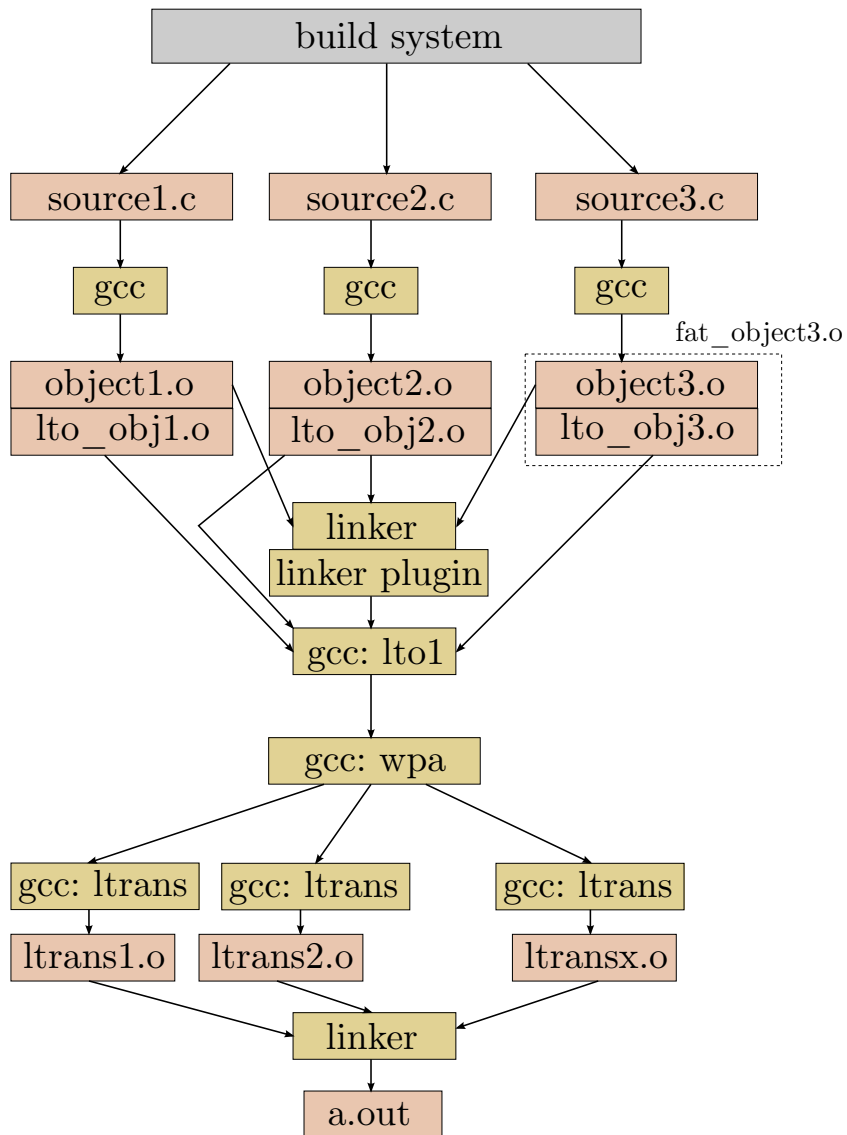 build system
source1.c
source2.c
source3.c
gcc
gcc
gcc
fat_object3.o
object1.o
object2.o
object3.o
lto_obj1.o
lto_obj2.o
lto_obj3.o
linker
linker plugin
gcc: lto1
gcc: wpa
gcc: ltrans
gcc: ltrans
gcc: ltrans
ltrans1.o
ltrans2.o
ltransx.o
linker
a.out